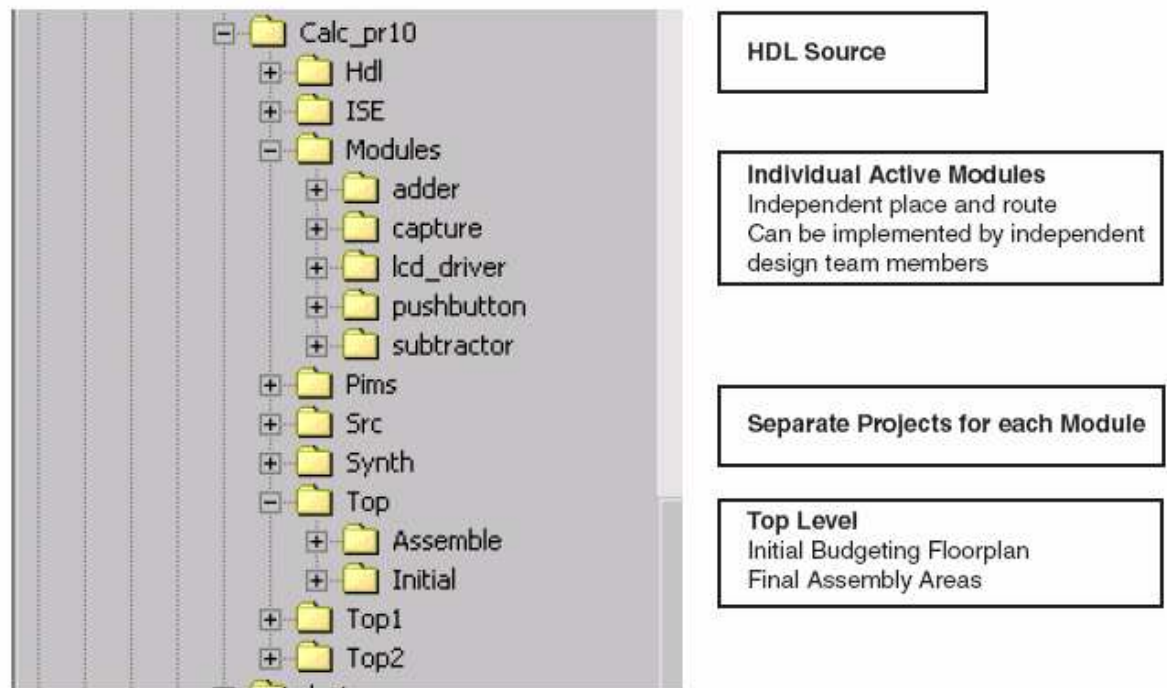 Calc_pr10
Hdl
ISE
Modules
adder
capture
lcd_driver
pushbutton
subtractor
Pims
Src
Synth
Top
Assemble
Initial
Top1
Top2
HDL Source
Individual Active Modules
Independent place and route
Can be implemented by independent
design team members
Separate Projects for each Module
Top Level
Initial Budgeting Floorplan
Final Assembly Areas